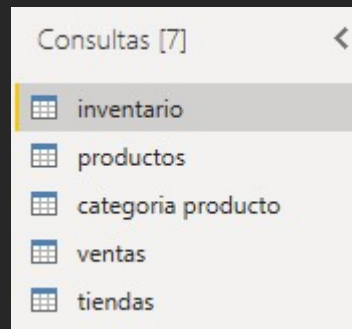 Consultas [7]
inventario
productos
categoria producto
ventas
tiendas